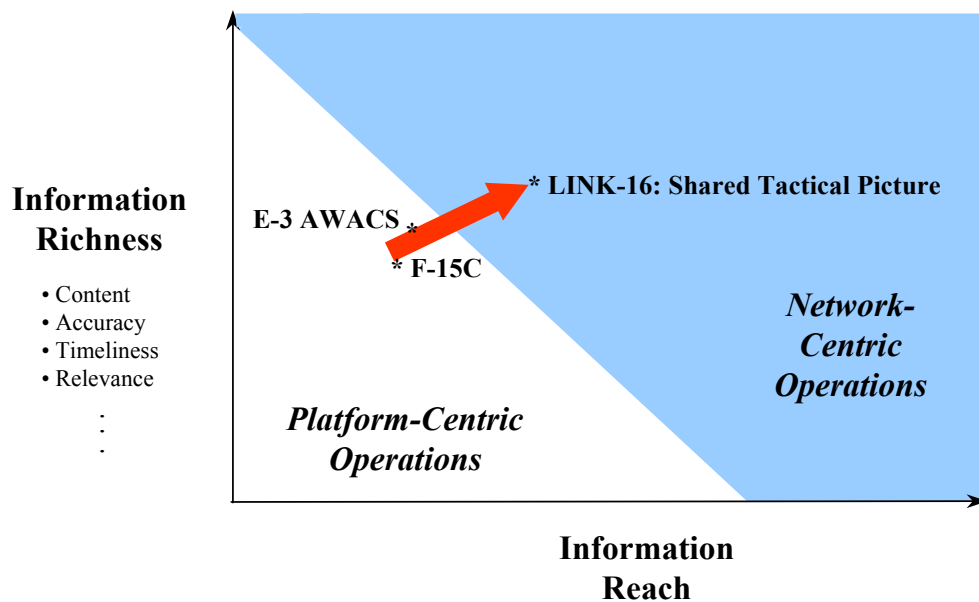 Information
Richness
• Content
• Accuracy
• Timeliness
• Relevance
.
.
.
* LINK-16: Shared Tactical Picture
E-3 AWACS *
* F-15C
Network-
Centric
Operations
Platform-Centric
Operations
Information
Reach